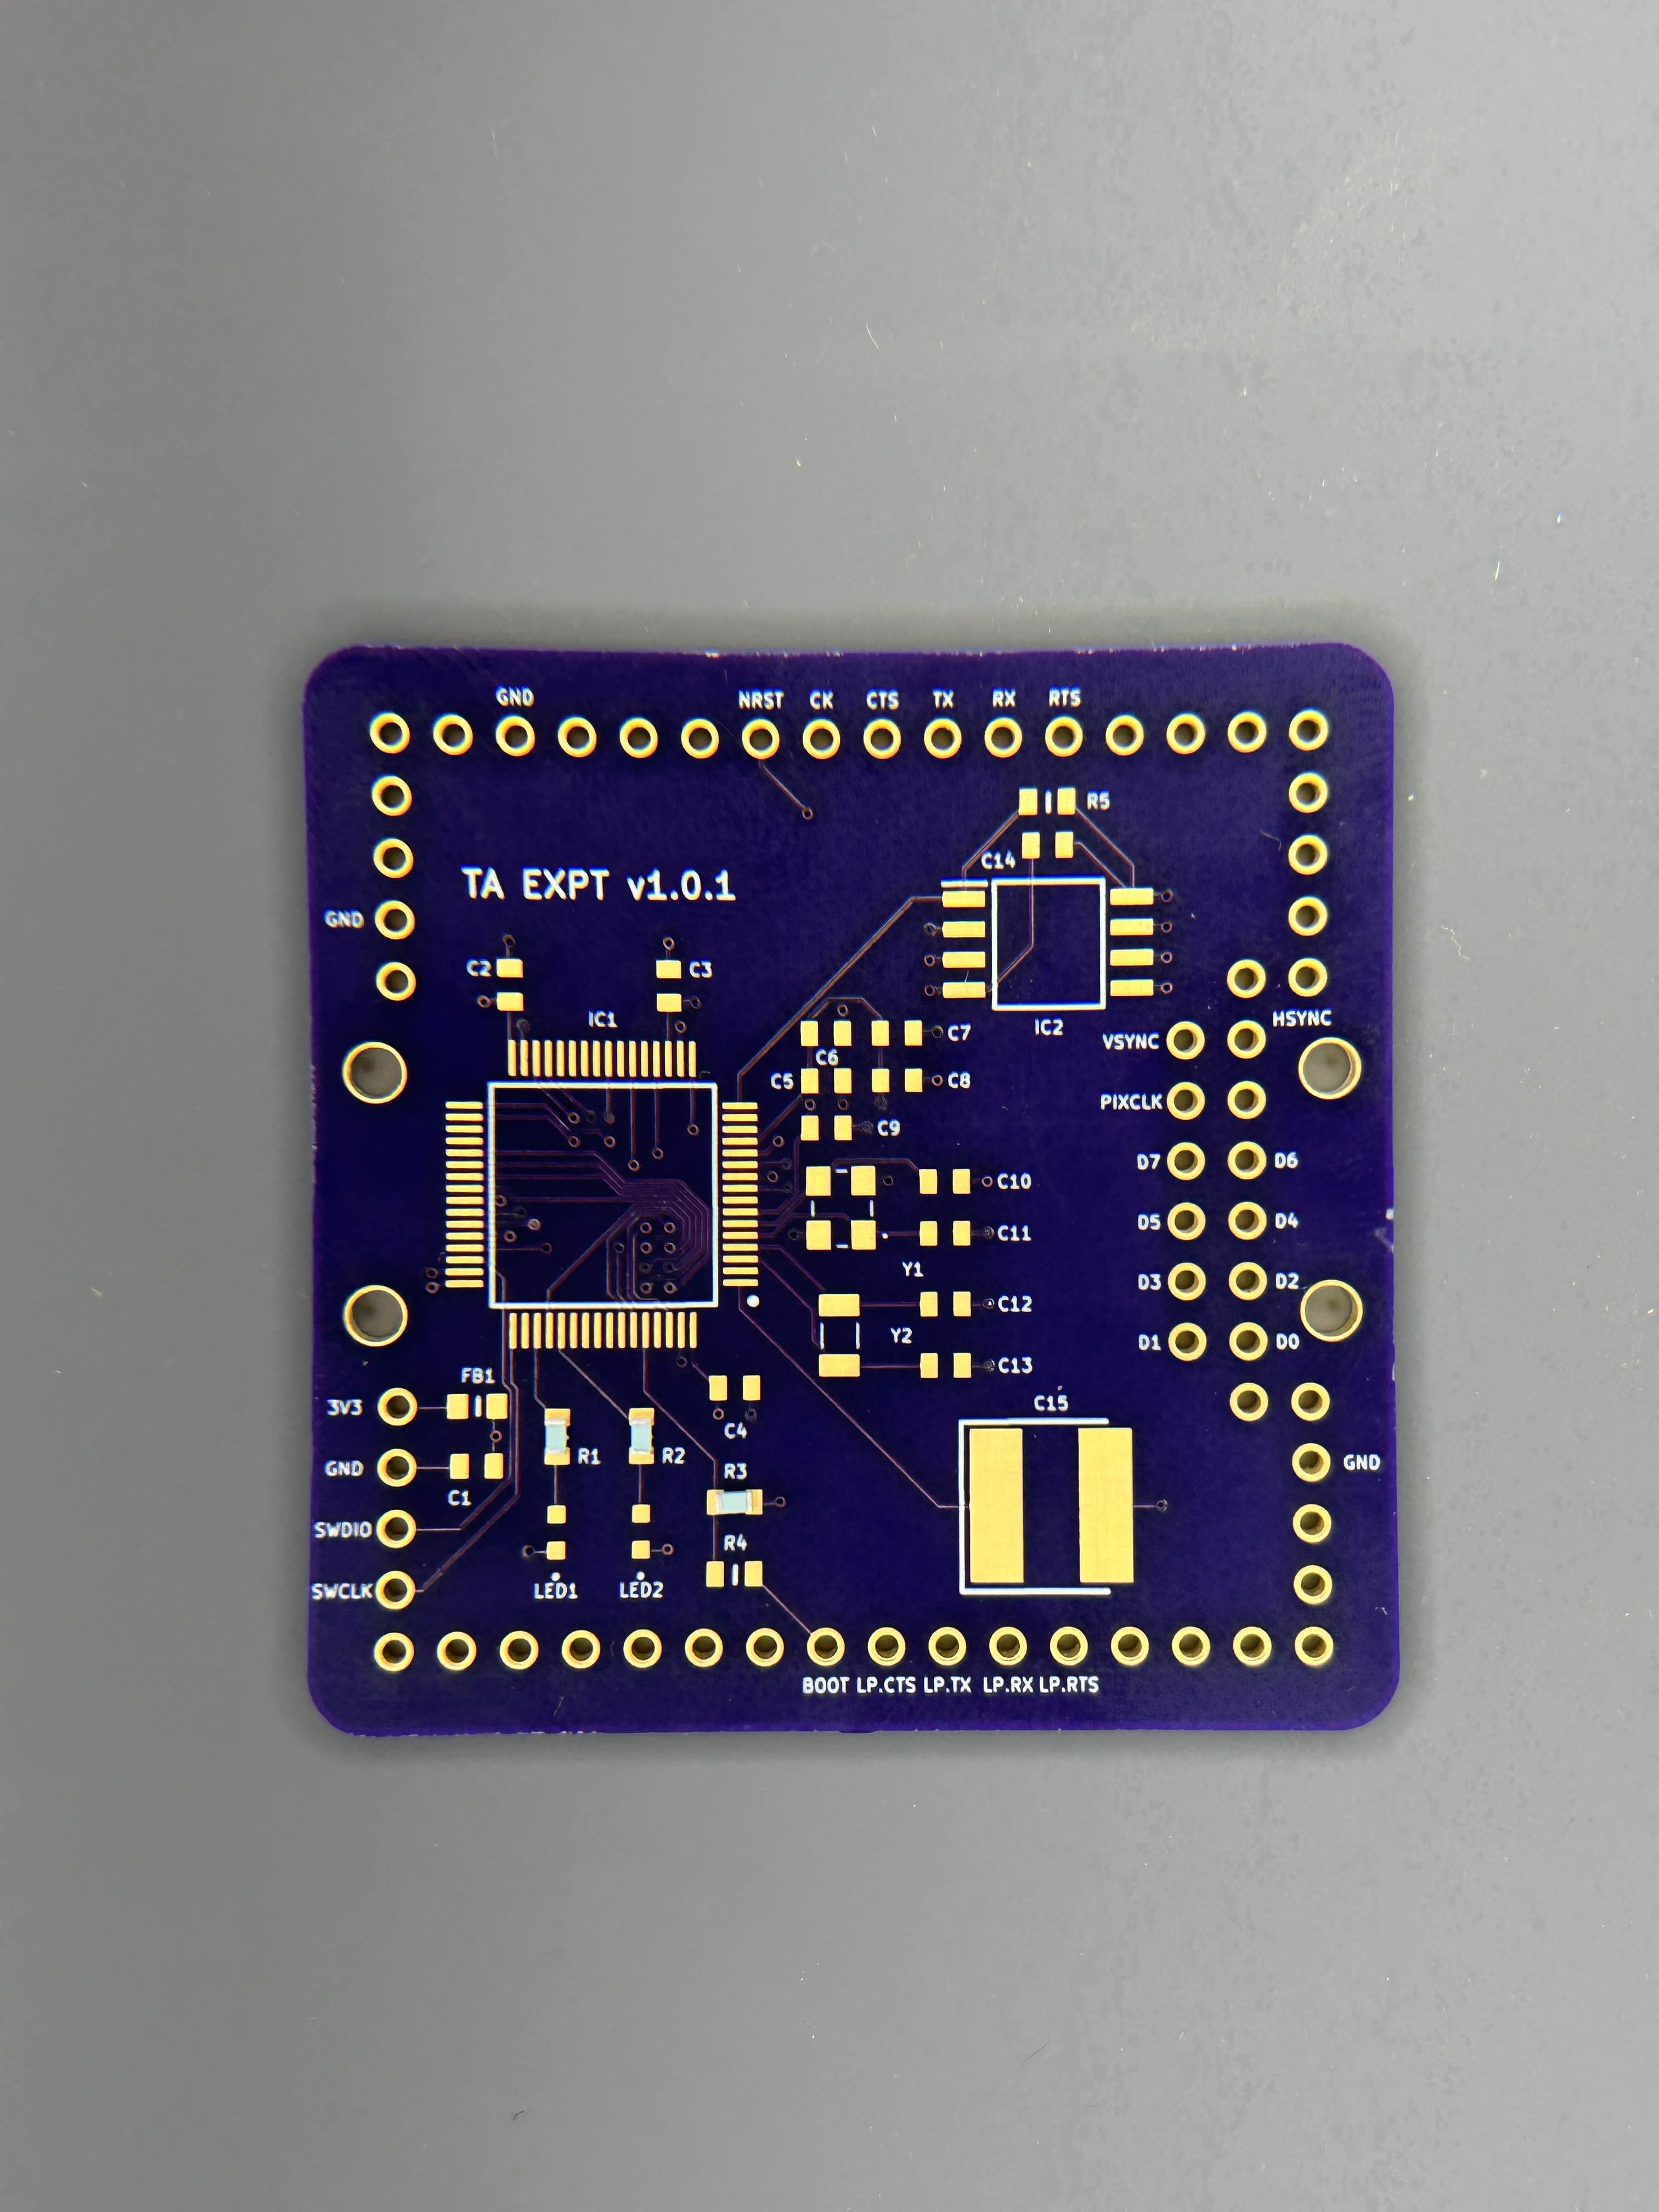 GND NRST CK CTS TX RX RTS
R5
C14
TA EXPT v1.0.1
GND
C2 C3
IC1 IC2
HSYNC
C7
VSYNC
C6
C5 C8
PIXCLK
C9
D7 D6
C10
D5 D4
C11
Y1
D3 D2
C12
Y2
D1 D0
C13
FB1
3V3
C15
C4
R1 R2
GND GND
R3
C1
SWDIO
R4
SWCLK LED1 LED2
BOOT LP.CTS LP.TX LP.RX LP.RTS